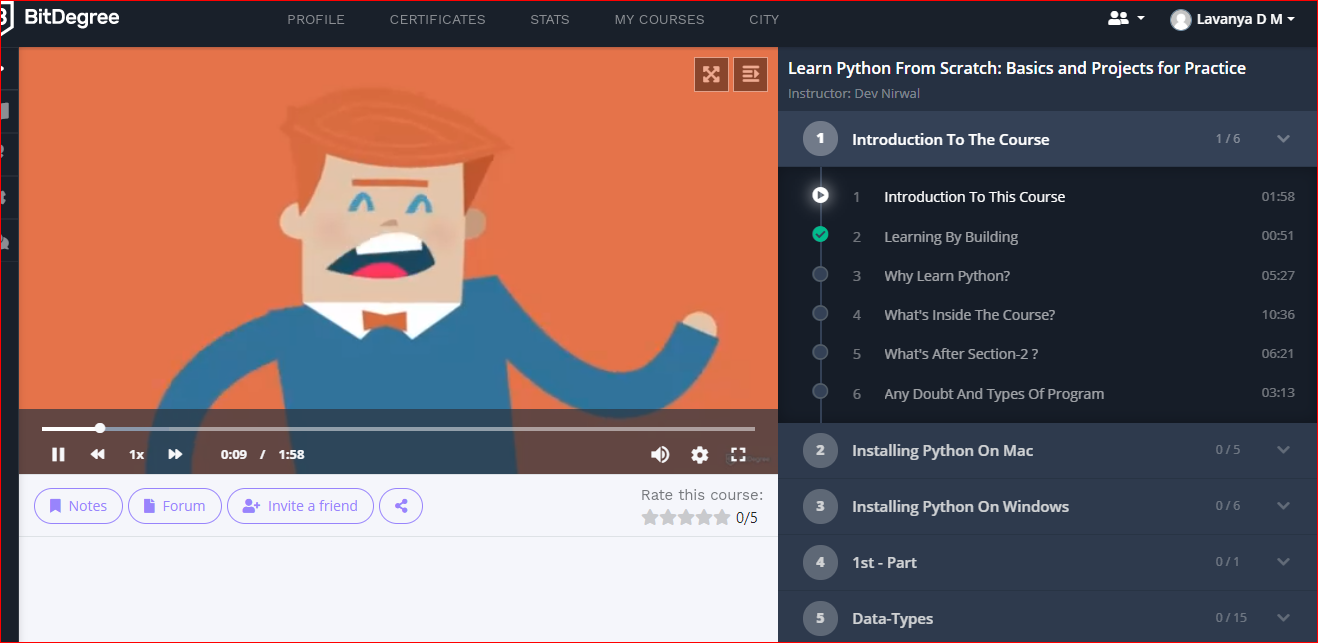 BitDegree
PROFILE
CERTIFICATES
STATS
MY COURSES
CITY
Lavanya D M
Learn Python From Scratch: Basics and Projects for Practice
Instructor: Dev Nirwal
1 Introduction To The Course 1 / 6
1 Introduction To This Course 01:58
2 Learning By Building 00:51
3 Why Learn Python? 05:27
4 What's Inside The Course? 10:36
5 What's After Section-2 ? 06:21
6 Any Doubt And Types Of Program 03:13
2 Installing Python On Mac 0 / 5
3 Installing Python On Windows 0 / 6
4 1st - Part 0 / 1
5 Data-Types 0 / 15
1x 0:09 / 1:58
Notes
Forum
Invite a friend
Rate this course:
0/5